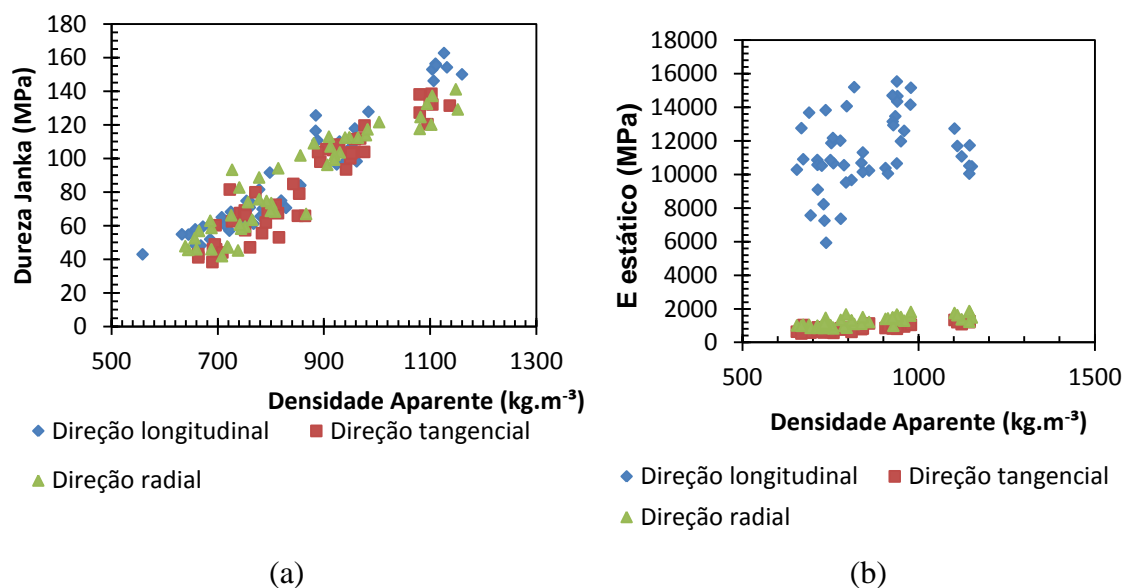 Dureza Janka (MPa)
180
160
140
120
100
80
60
40
20
0
500 700 900 1100 1300
Densidade Aparente (kg.m⁻³)
Direção longitudinal Direção tangencial
Direção radial
(a)
E estático (MPa)
18000
16000
14000
12000
10000
8000
6000
4000
2000
0
500 1000 1500
Densidade Aparente (kg.m⁻³)
Direção longitudinal Direção tangencial
Direção radial
(b)